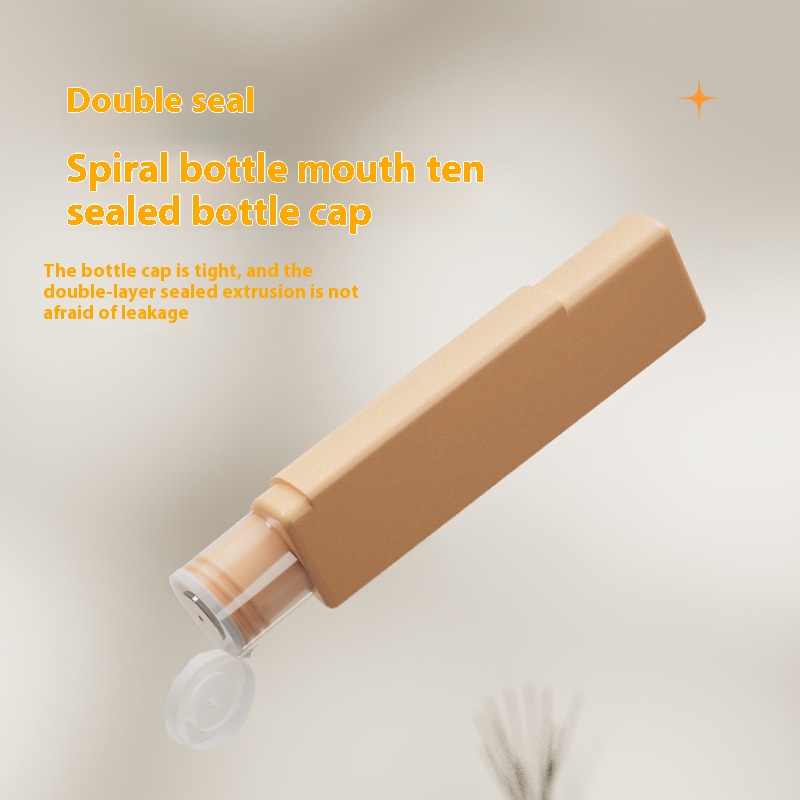 Double seal
Spiral bottle mouth ten
sealed bottle cap
The bottle cap is tight, and the
double-layer sealed extrusion is not
afraid of leakage